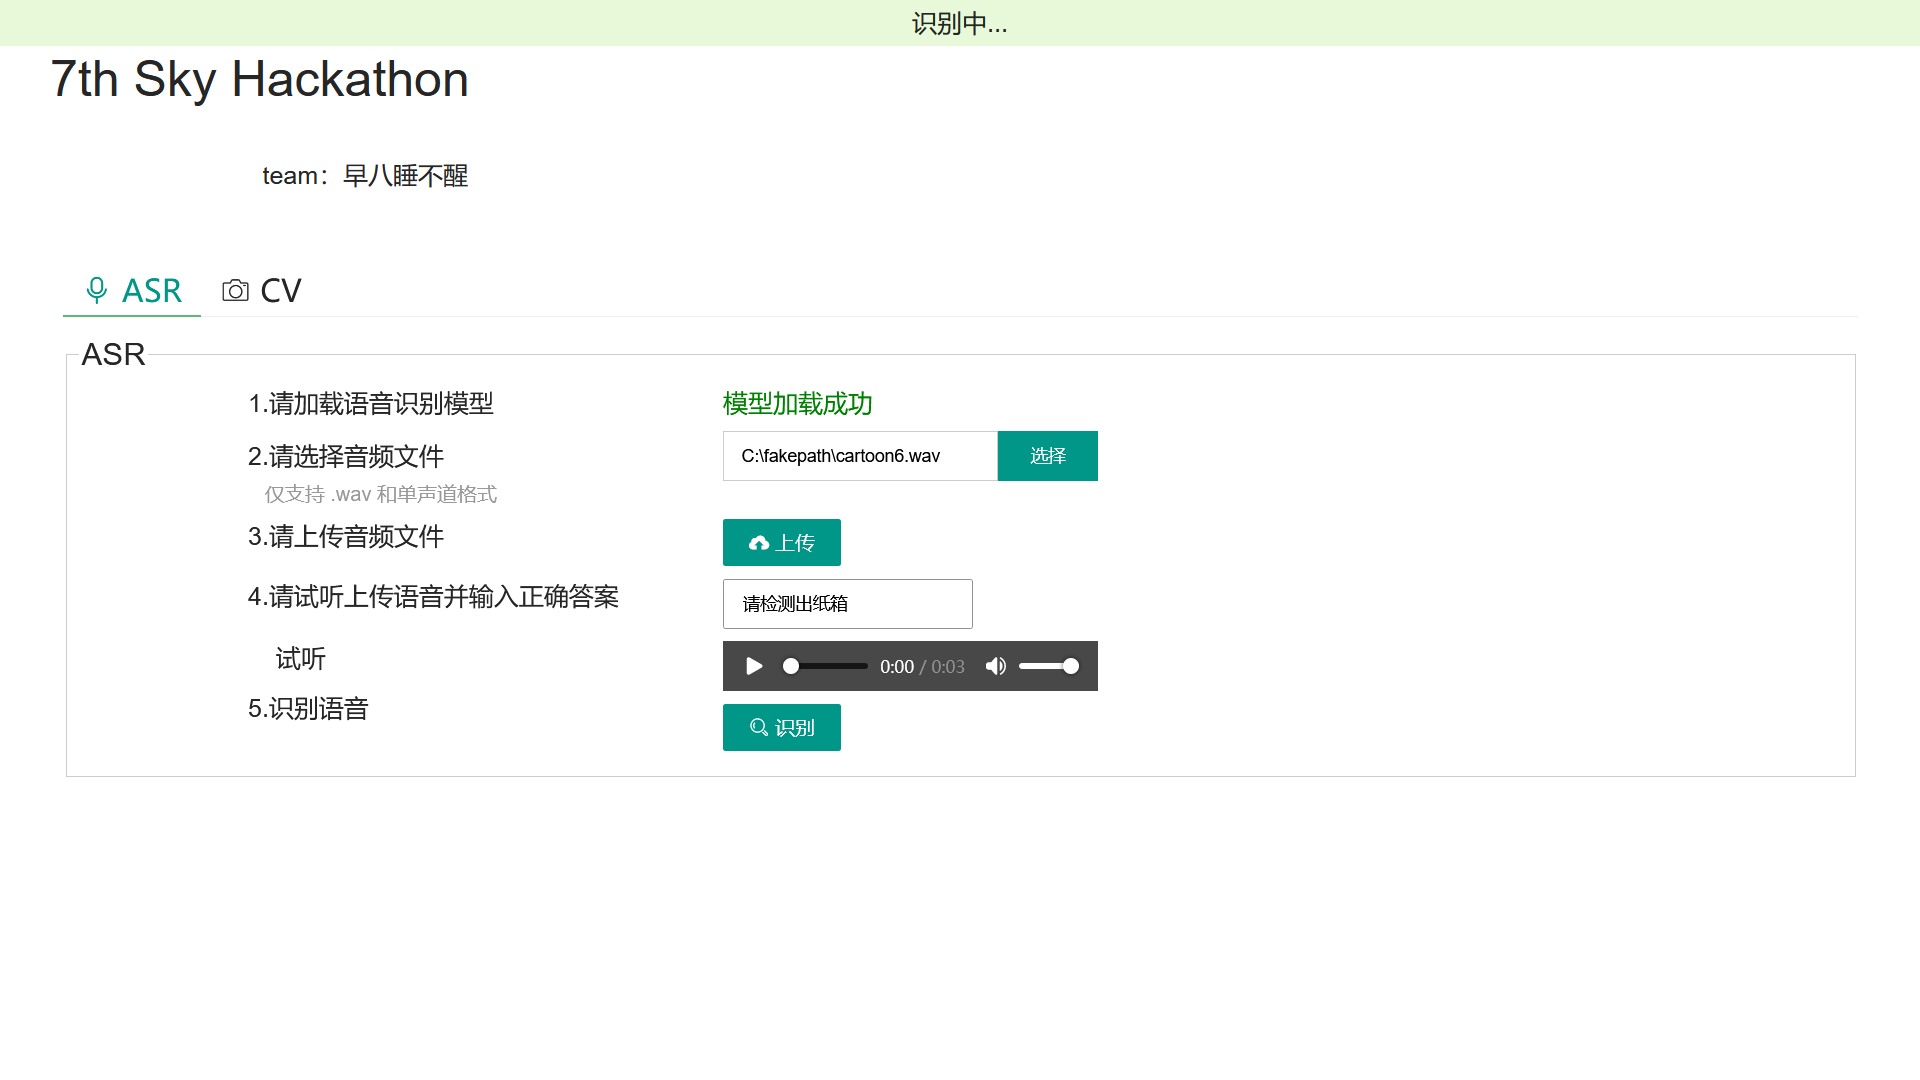 识别中...
7th Sky Hackathon
team：早八睡不醒
ASR CV
ASR
1.请加载语音识别模型 模型加载成功
2.请选择音频文件 C:\fakepath\cartoon6.wav 选择
仅支持 .wav 和单声道格式
3.请上传音频文件 上传
4.请试听上传语音并输入正确答案 请检测出纸箱
试听 0:00 / 0:03
5.识别语音 识别